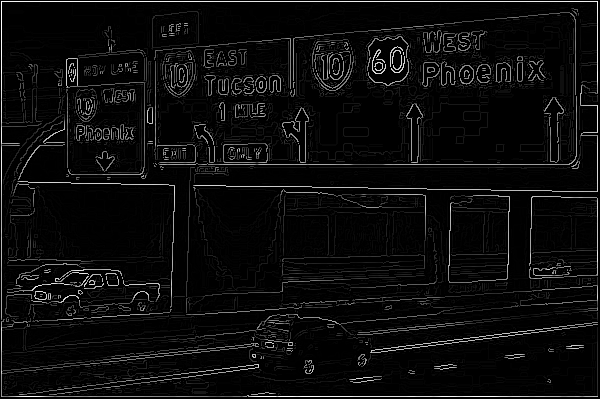 HOV LANE
10 West
Phoenix
LEFT
10 EAST
Tucson
1 MILE
EXIT ONLY
10 60 WEST
Phoenix